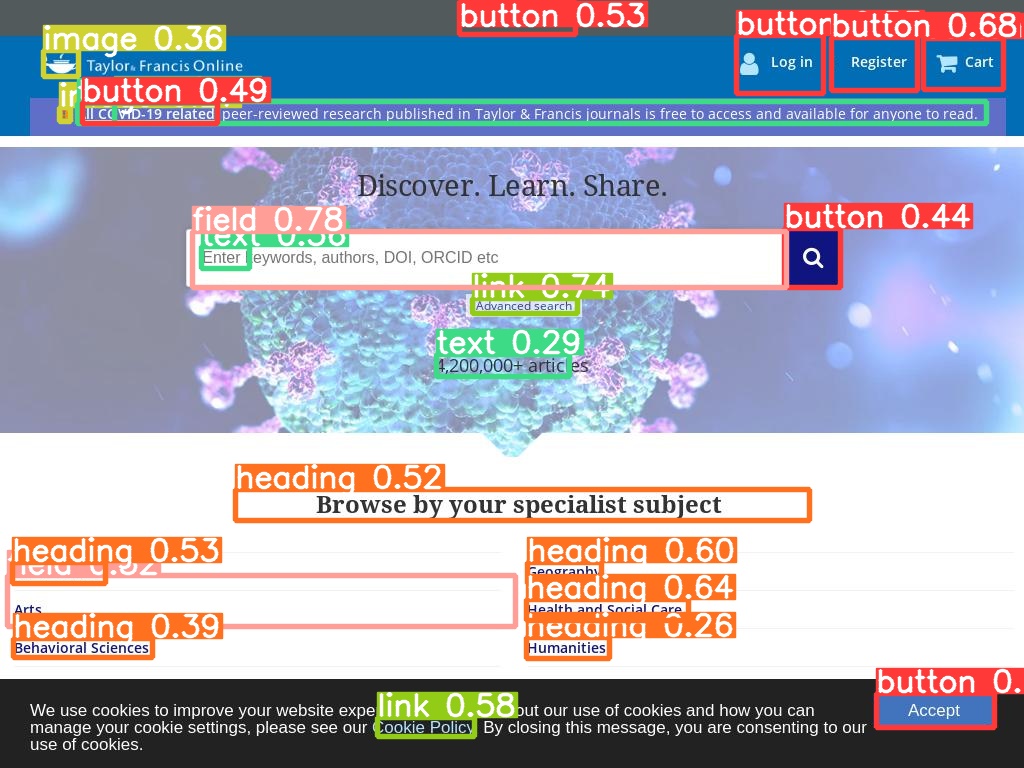 button 0.53
image 0.36
button
button 0.68
Taylor & Francis Online
Log in
Register
Cart
button 0.49
All COVID-19 related peer-reviewed research published in Taylor & Francis journals is free to access and available for anyone to read.
Discover. Learn. Share.
field 0.78
button 0.44
text 0.36
Enter keywords, authors, DOI, ORCID etc
link 0.74
Advanced search
text 0.29
4,200,000+ articles
heading 0.52
Browse by your specialist subject
heading 0.53
heading 0.60
Geography
heading 0.64
Arts
Health and Social Care
heading 0.39
heading 0.26
Behavioral Sciences
Humanities
button 0.
link 0.58
We use cookies to improve your website out our use of cookies and how you can
manage your cookie settings, please see our Cookie Policy. By closing this message, you are consenting to our
use of cookies.
Accept